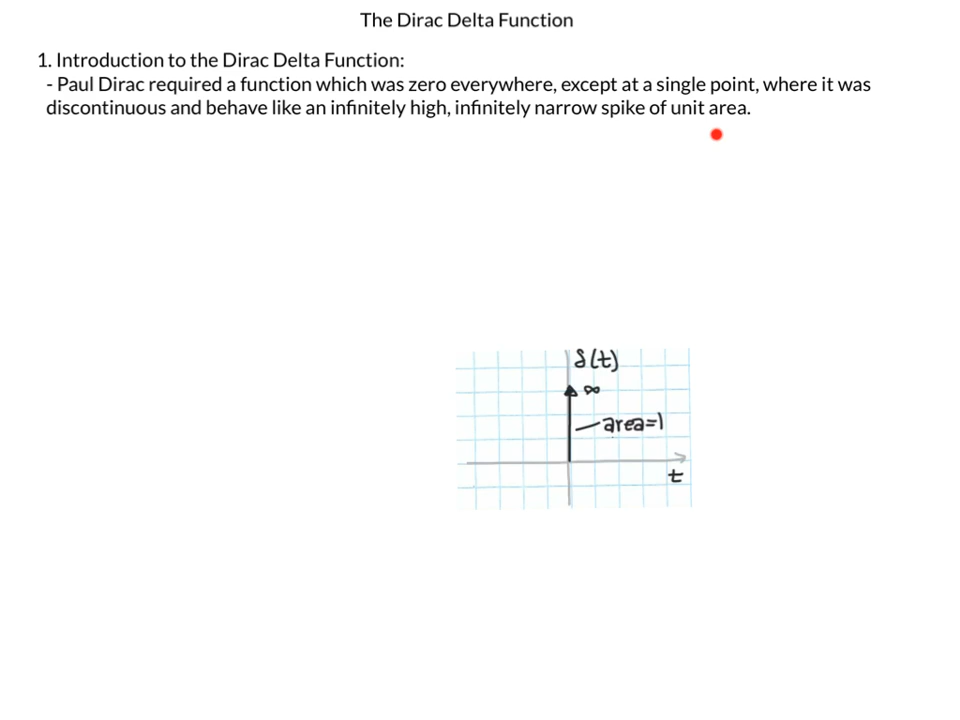 The Dirac Delta Function
1. Introduction to the Dirac Delta Function:
- Paul Dirac required a function which was zero everywhere, except at a single point, where it was
discontinuous and behave like an infinitely high, infinitely narrow spike of unit area.
δ(t)
∞
area=1
t